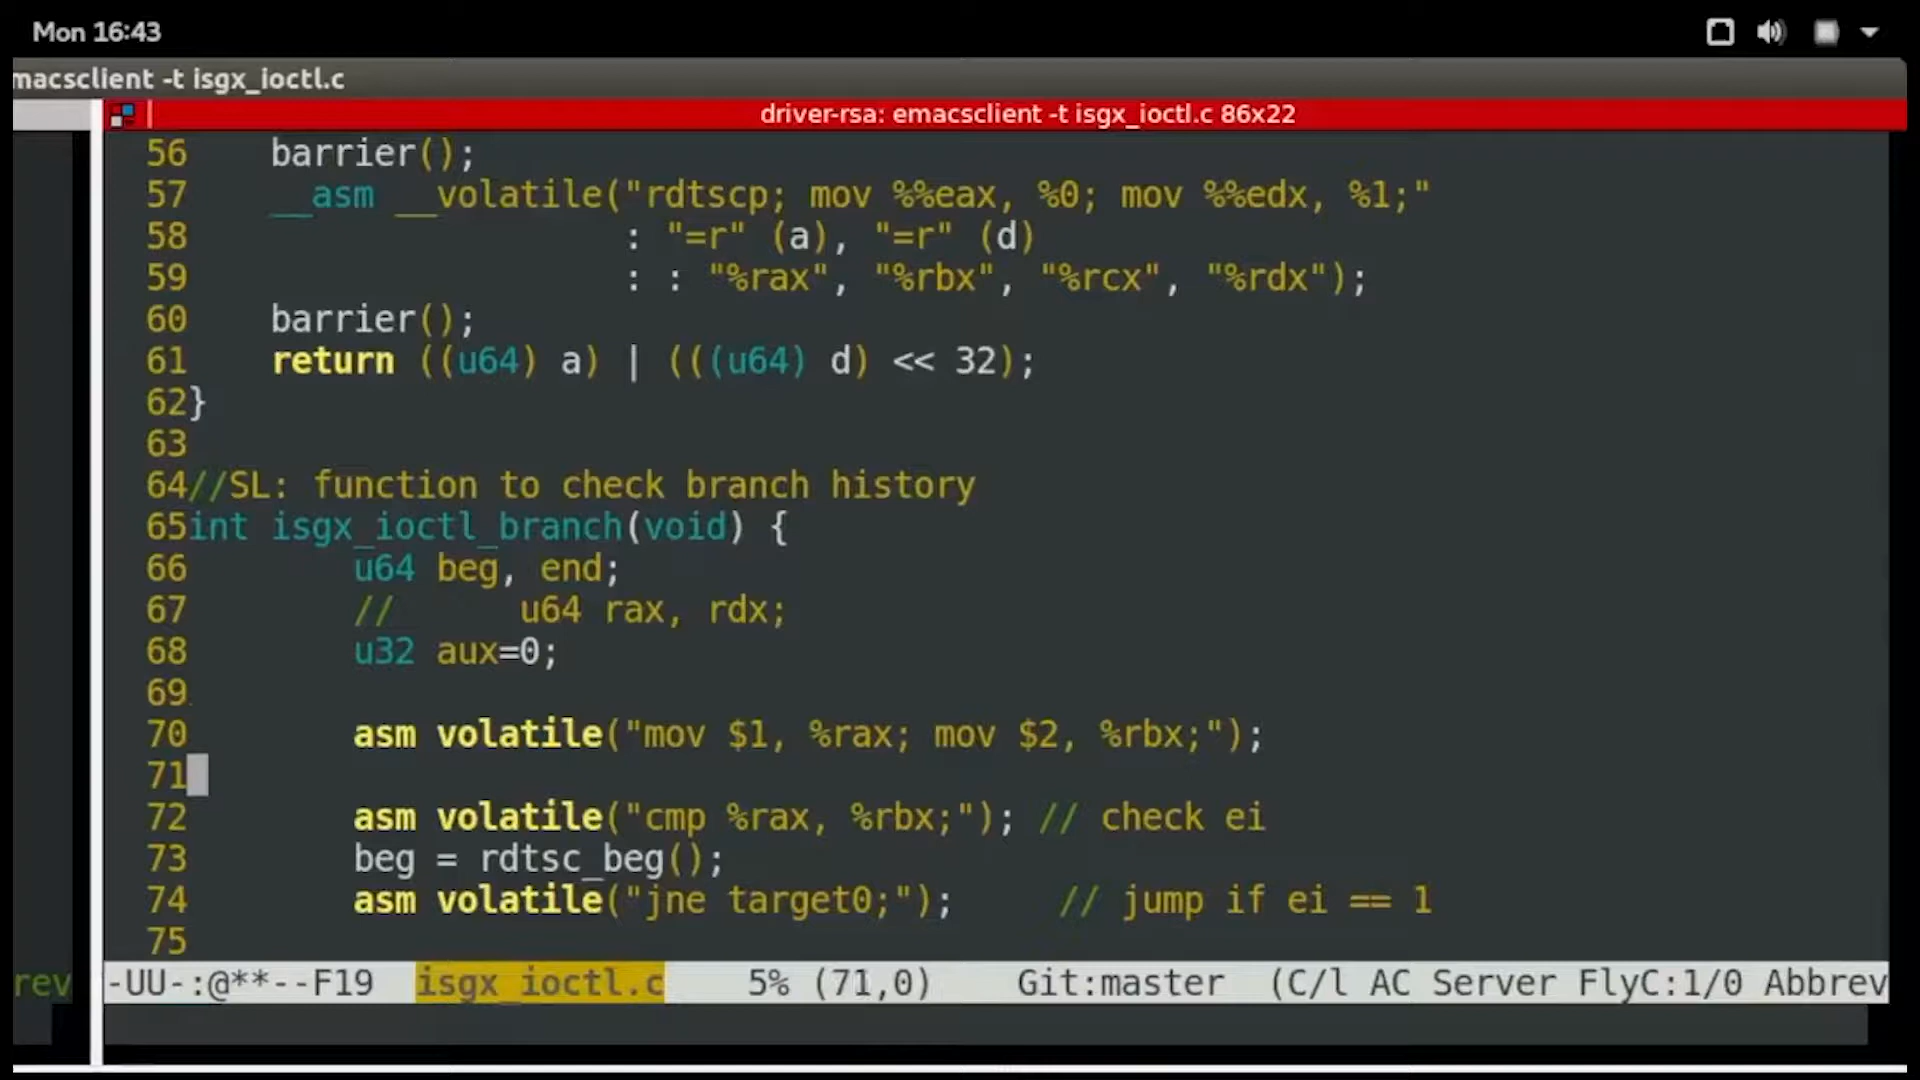 Mon 16:43
macsclient -t isgx_ioctl.c
driver-rsa: emacsclient -t isgx_ioctl.c 86x22
56    barrier();
57    __asm __volatile("rdtscp; mov %%eax, %0; mov %%edx, %1;"
58                     : "=r" (a), "=r" (d)
59                     : : "%rax", "%rbx", "%rcx", "%rdx");
60    barrier();
61    return ((u64) a) | (((u64) d) << 32);
62}
63
64//SL: function to check branch history
65int isgx_ioctl_branch(void) {
66        u64 beg, end;
67        //      u64 rax, rdx;
68        u32 aux=0;
69
70        asm volatile("mov $1, %rax; mov $2, %rbx;");
71
72        asm volatile("cmp %rax, %rbx;"); // check ei
73        beg = rdtsc_beg();
74        asm volatile("jne target0;");     // jump if ei == 1
75
rev
-UU-:@**--F19  isgx_ioctl.c    5% (71,0)    Git:master  (C/l AC Server FlyC:1/0 Abbrev